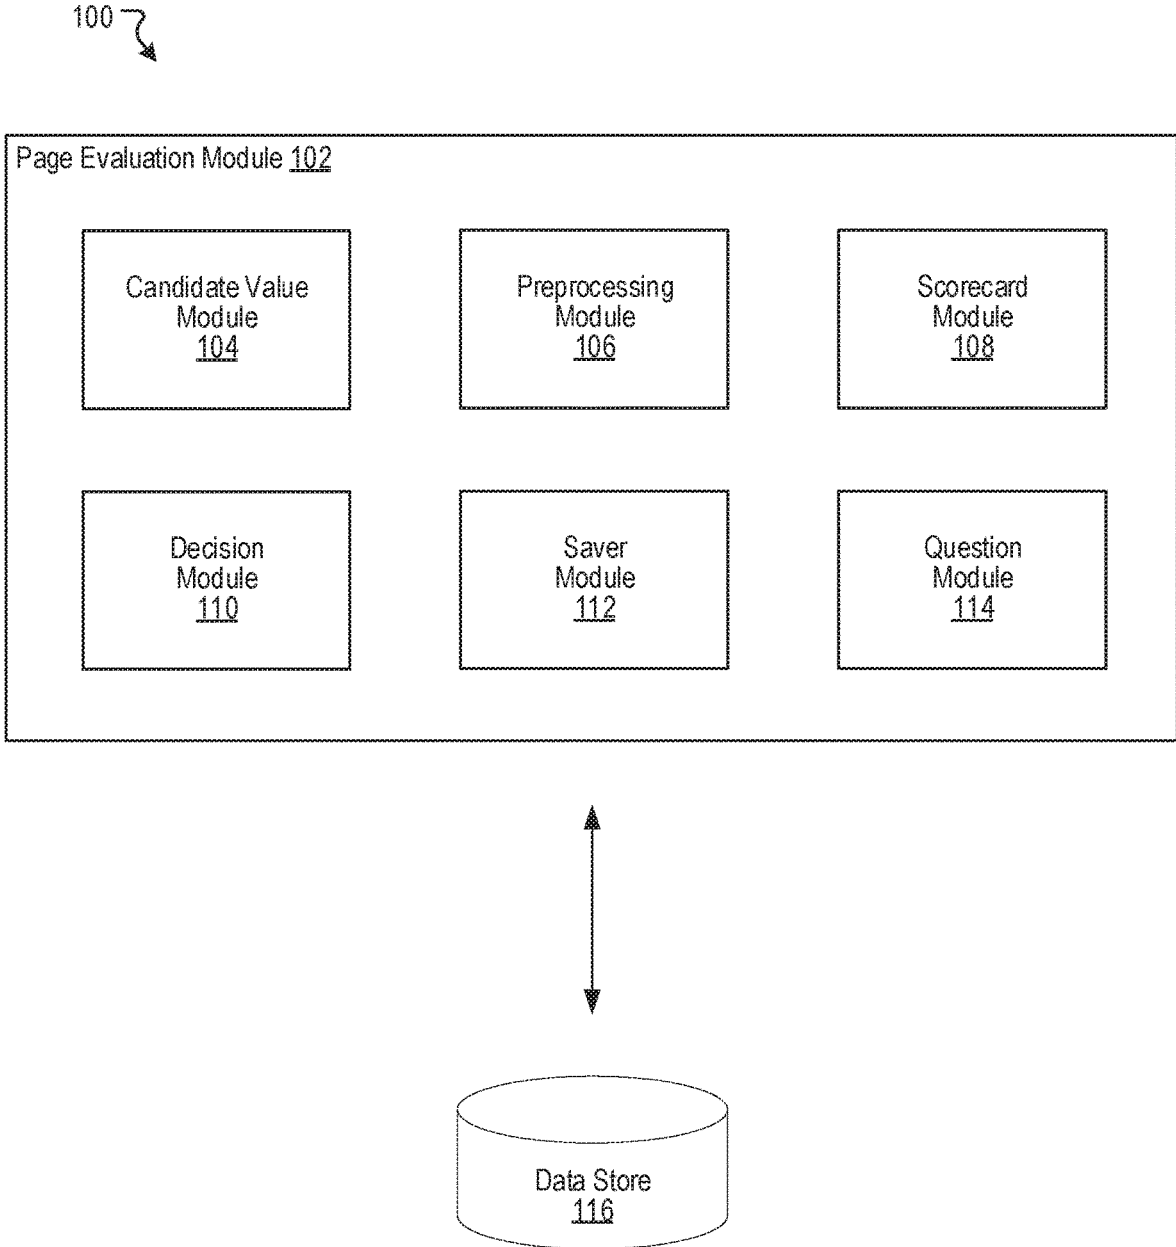 100
Page Evaluation Module 102
Candidate Value
Module
104
Preprocessing
Module
106
Scorecard
Module
108
Decision
Module
110
Saver
Module
112
Question
Module
114
Data Store
116